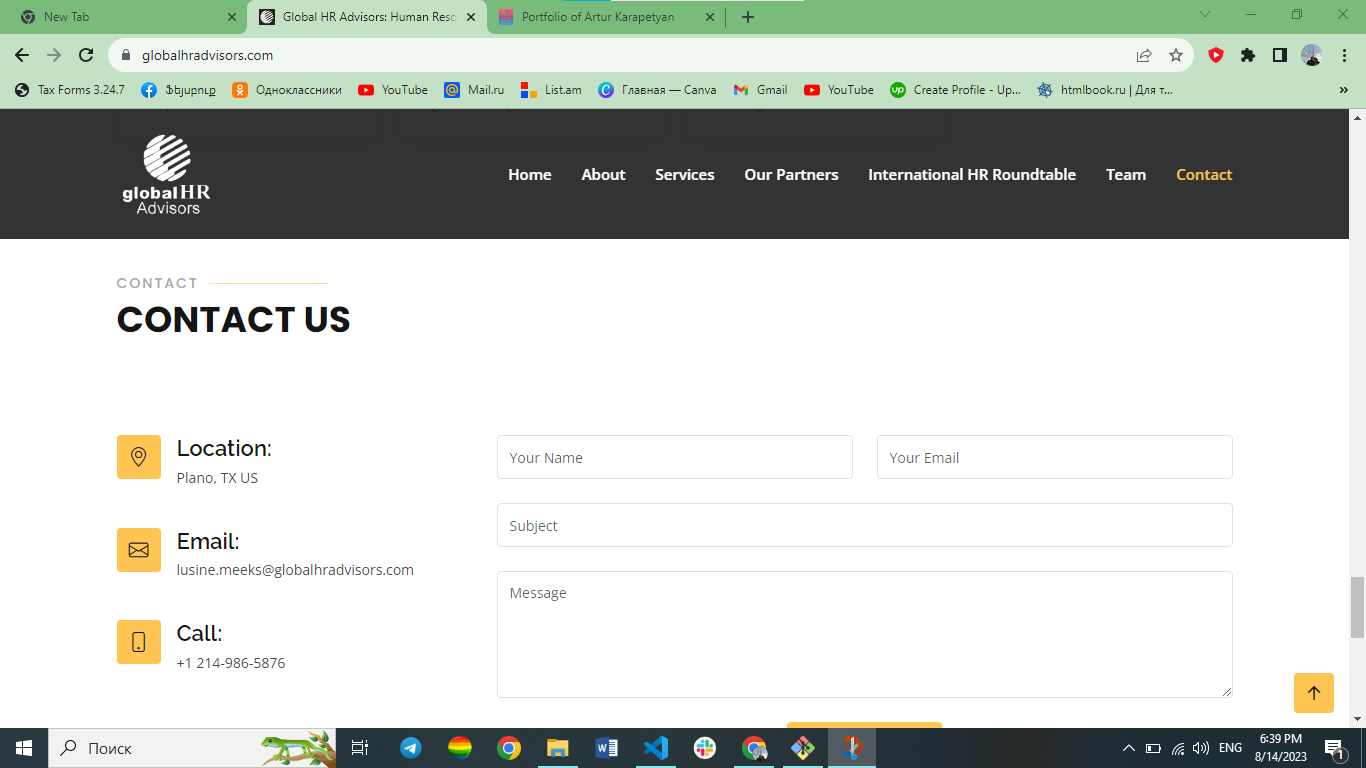 New Tab
Global HR Advisors: Human Reso
Portfolio of Artur Karapetyan
globalhradvisors.com
Tax Forms 3.24.7
Ֆեյսբուք
Одноклассники
YouTube
Mail.ru
List.am
Главная — Canva
Gmail
YouTube
Create Profile - Up...
htmlbook.ru | Для т...
globalHR
Advisors
Home
About
Services
Our Partners
International HR Roundtable
Team
Contact
CONTACT
CONTACT US
Location:
Plano, TX US
Email:
lusine.meeks@globalhradvisors.com
Call:
+1 214-986-5876
Your Name
Your Email
Subject
Message
Поиск
ENG
6:39 PM
8/14/2023
1